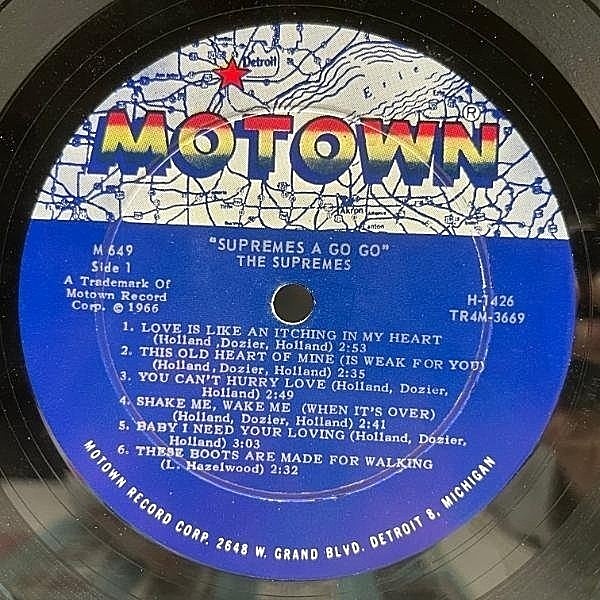 Detroit
Erie
MOTOWN®
Akron
Canton
M 649
Side 1
A Trademark Of
Motown Record
Corp. © 1966
"SUPREMES A GO GO"
THE SUPREMES
H-1426
TR4M-3669
1. LOVE IS LIKE AN ITCHING IN MY HEART
(Holland ,Dozier, Holland) 2:53
2. THIS OLD HEART OF MINE (IS WEAK FOR YOU)
(Holland, Dozier, Holland) 2:35
3. YOU CAN'T HURRY LOVE (Holland, Dozier,
Holland) 2:49
4. SHAKE ME, WAKE ME (WHEN IT'S OVER)
(Holland, Dozier, Holland) 2:41
5. BABY I NEED YOUR LOVING (Holland, Dozier,
Holland) 3:03
6. THESE BOOTS ARE MADE FOR WALKING
(L. Hazelwood) 2:32
MOTOWN RECORD CORP. 2648 W. GRAND BLVD. DETROIT 8, MICHIGAN